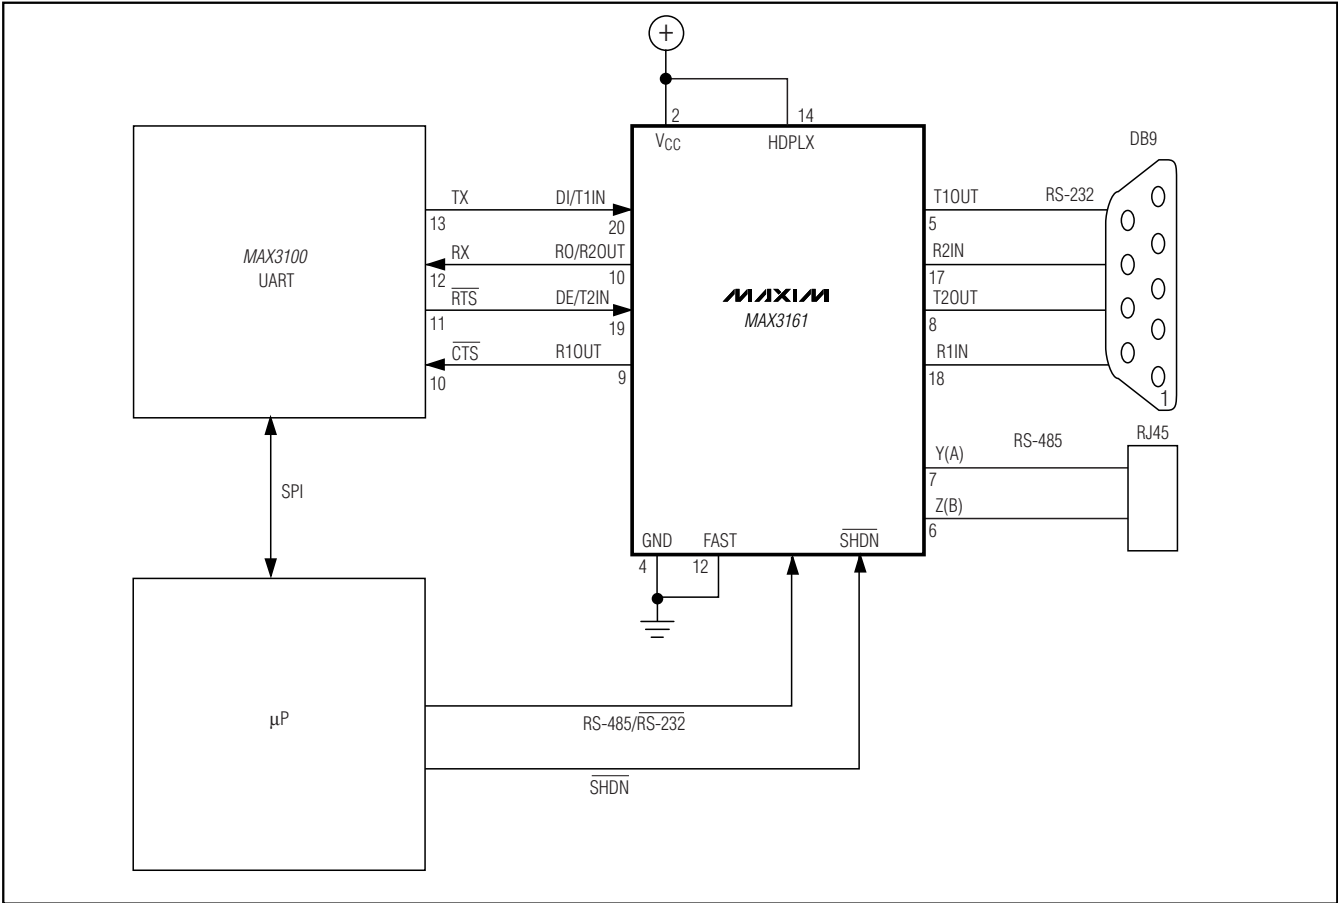 +
2
14
VCC
HDPLX
DB9
TX
DI/T1IN
T1OUT
RS-232
13
20
5
RX
RO/R2OUT
R2IN
MAX3100
UART
12
10
17
RTS
DE/T2IN
MAXIM
MAX3161
T2OUT
11
19
8
CTS
R1OUT
R1IN
10
9
18
1
RJ45
RS-485
Y(A)
7
SPI
Z(B)
6
GND
FAST
SHDN
4
12
µP
RS-485/RS-232
SHDN